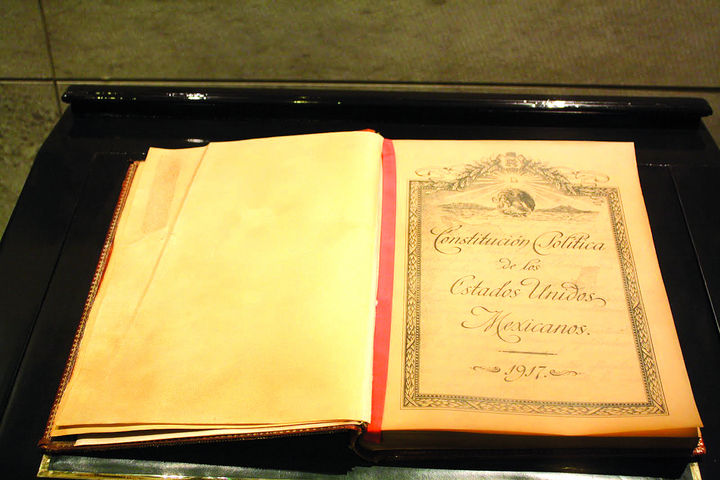 Constitución Política
de los
Estados Unidos
Mexicanos.
1917.